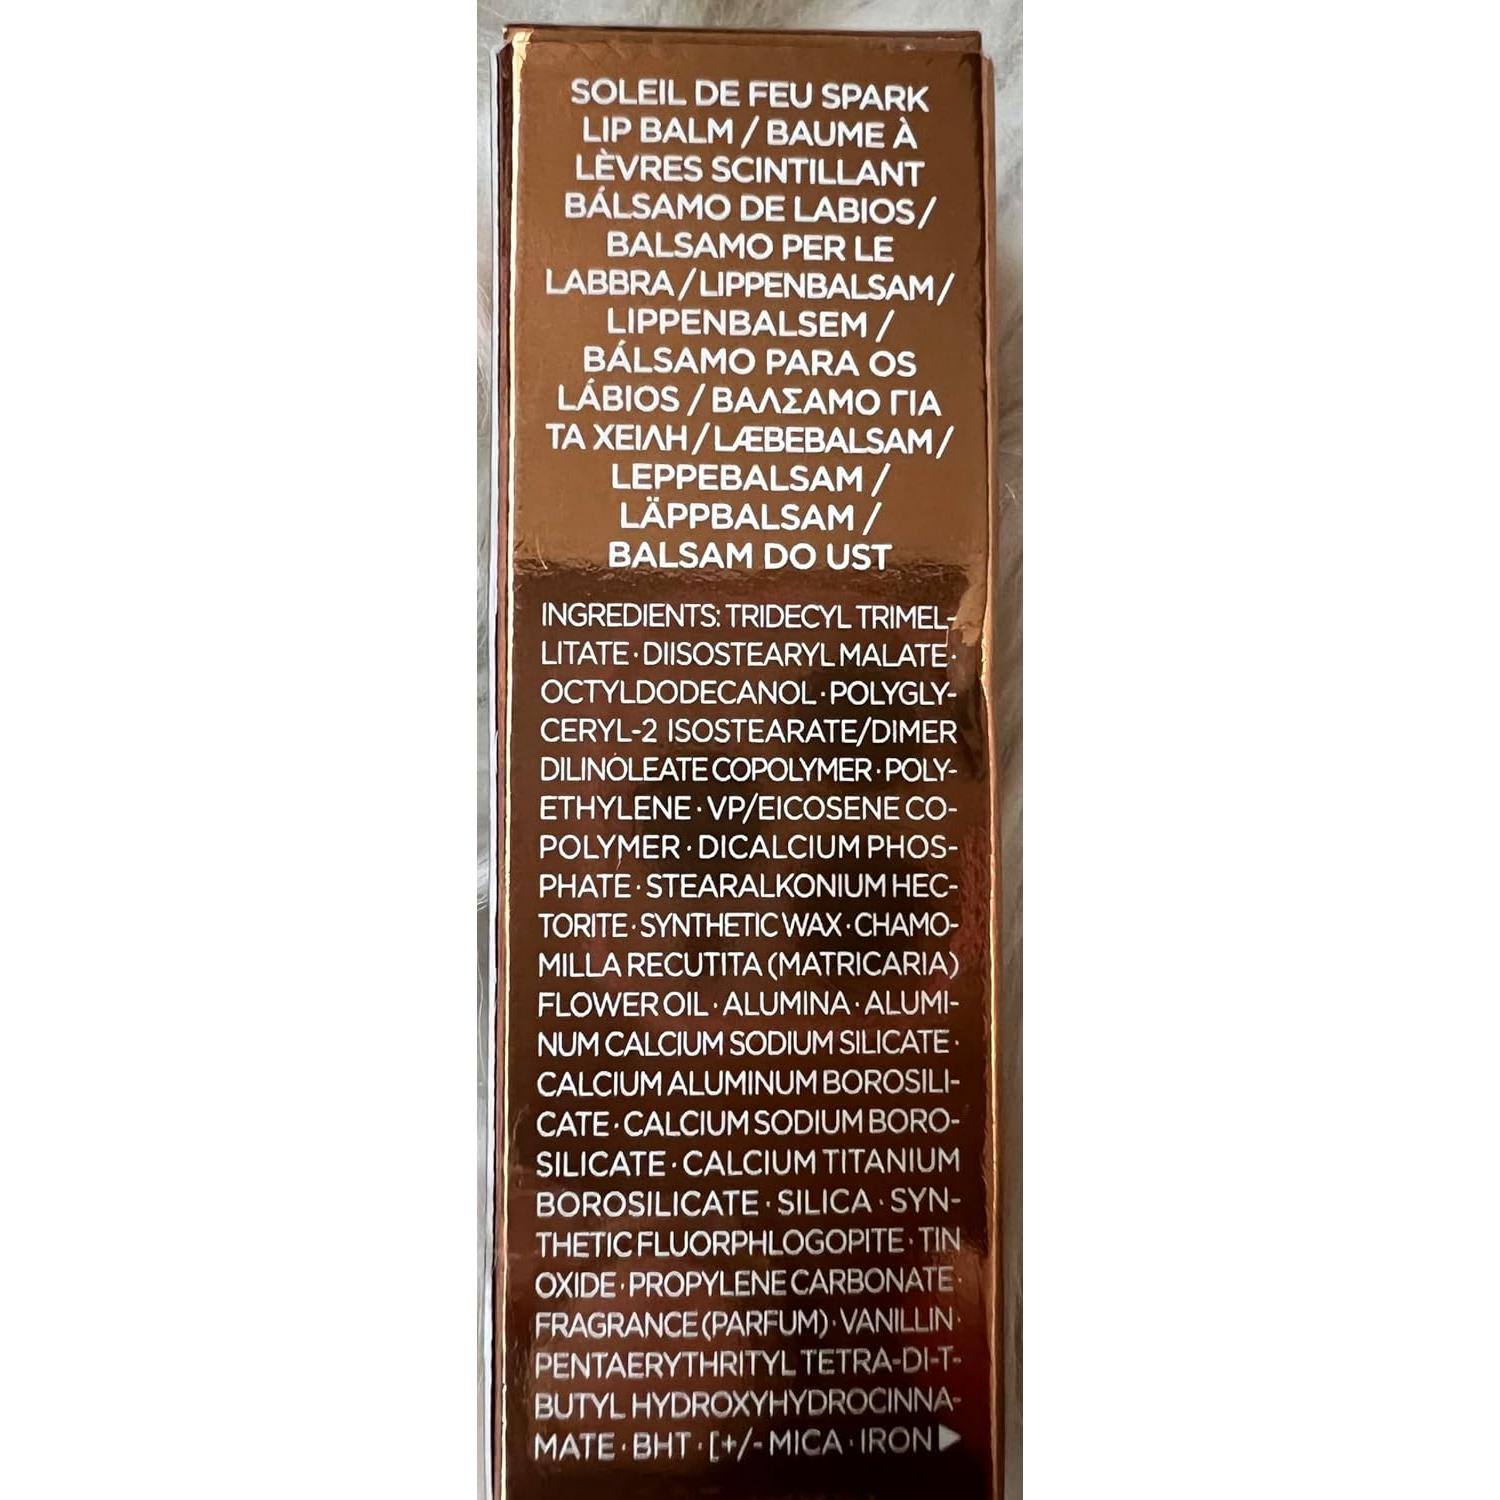 SOLEIL DE FEU SPARK
LIP BALM / BAUME À
LÈVRES SCINTILLANT
BÁLSAMO DE LABIOS /
BALSAMO PER LE
LABBRA / LIPPENBALSAM /
LIPPENBALSEM /
BÁLSAMO PARA OS
LÁBIOS / ΒΑΛΣΑΜΟ ΓΙΑ
ΤΑ ΧΕΙΛΗ / LÆBEBALSAM /
LEPPEBALSAM /
LÄPPBALSAM /
BALSAM DO UST
INGREDIENTS: TRIDECYL TRIMEL-
LITATE · DIISOSTEARYL MALATE ·
OCTYLDODECANOL · POLYGLY-
CERYL-2 ISOSTEARATE/DIMER
DILINOLEATE COPOLYMER · POLY-
ETHYLENE · VP/EICOSENE CO-
POLYMER · DICALCIUM PHOS-
PHATE · STEARALKONIUM HEC-
TORITE · SYNTHETIC WAX · CHAMO-
MILLA RECUTITA (MATRICARIA)
FLOWER OIL · ALUMINA · ALUMI-
NUM CALCIUM SODIUM SILICATE ·
CALCIUM ALUMINUM BOROSILI-
CATE · CALCIUM SODIUM BORO-
SILICATE · CALCIUM TITANIUM
BOROSILICATE · SILICA · SYN-
THETIC FLUORPHLOGOPITE · TIN
OXIDE · PROPYLENE CARBONATE ·
FRAGRANCE (PARFUM) · VANILLIN ·
PENTAERYTHRITYL TETRA-DI-T-
BUTYL HYDROXYHYDROCINNA-
MATE · BHT · [+/- MICA · IRON ▶